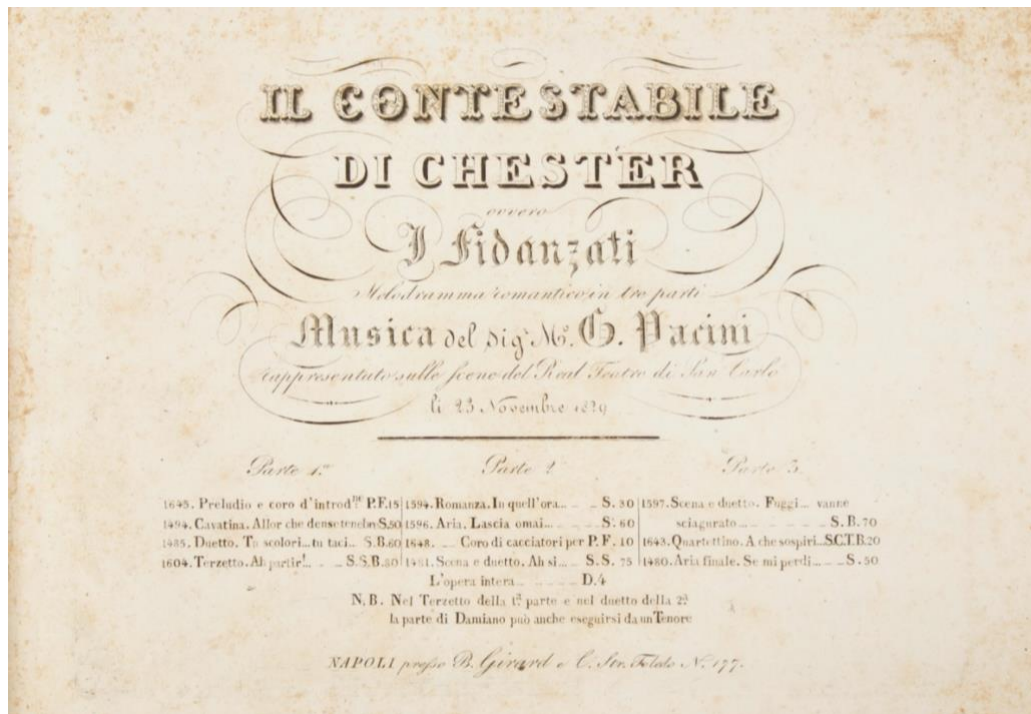 IL CONTESTABILE
DI CHESTER
ovvero
I Fidanzati
Melodramma romantico in tre parti
Musica del Sig.r M.o G. Pacini
rappresentato sulle scene del Real Teatro di San Carlo
li 23 Novembre 1829
Parte 1.a
1645. Preludio e coro d'introd.ne P.F. 15
1494. Cavatina. Allor che dense tenebre S. 50
1485. Duetto. Tu scolori... tu taci S.B. 60
1604. Terzetto. Ah partir! S.S.B. 80
Parte 2.
1594. Romanza. In quell'ora... S. 30
1596. Aria. Lascia omai... S. 60
1648. Coro di cacciatori per P.F. 10
1481. Scena e duetto. Ah si... S.S. 75
Parte 3.
1597. Scena e duetto. Fuggi... vanne
sciagurato S.B. 70
1643. Quartettino. A che sospiri... S.C.T.B. 20
1480. Aria finale. Se mi perdi... S. 50
L'opera intera D. 4
N.B. Nel Terzetto della 1.a parte e nel duetto della 2.a
la parte di Damiano può anche eseguirsi da un Tenore
NAPOLI presso B. Girard e C. Str. Toledo N.o 177.